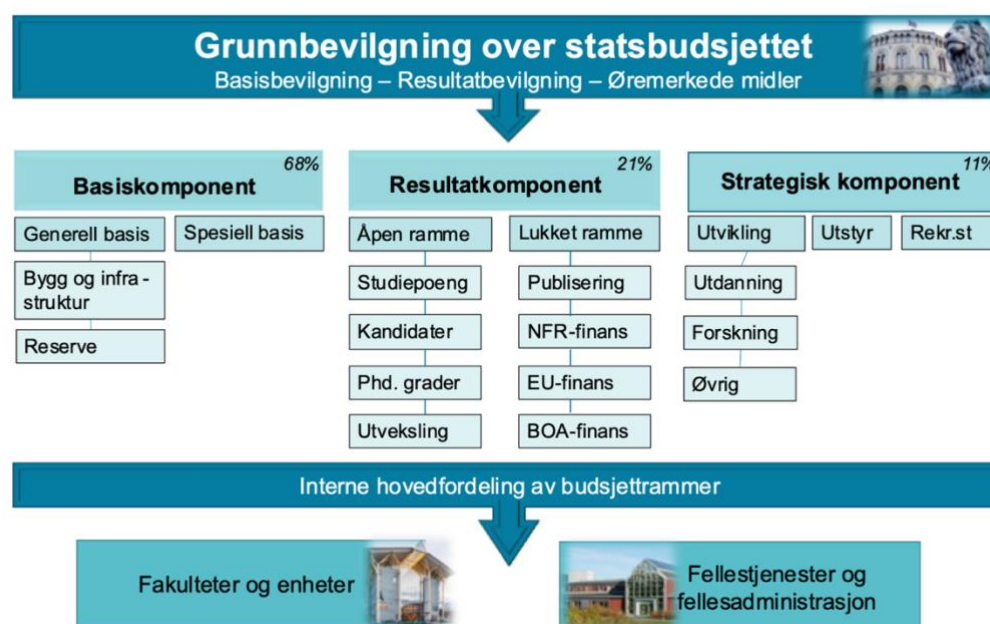 Grunnbevilgning over statsbudsjettet
Basisbevilgning – Resultatbevilgning – Øremerkede midler
68%
Basiskomponent
Generell basis
Spesiell basis
Bygg og infra -
struktur
Reserve
21%
Resultatkomponent
Åpen ramme
Lukket ramme
Studiepoeng
Publisering
Kandidater
NFR-finans
Phd. grader
EU-finans
Utveksling
BOA-finans
11%
Strategisk komponent
Utvikling
Utstyr
Rekr.st
Utdanning
Forskning
Øvrig
Interne hovedfordeling av budsjettrammer
Fakulteter og enheter
Fellestjenester og
fellesadministrasjon